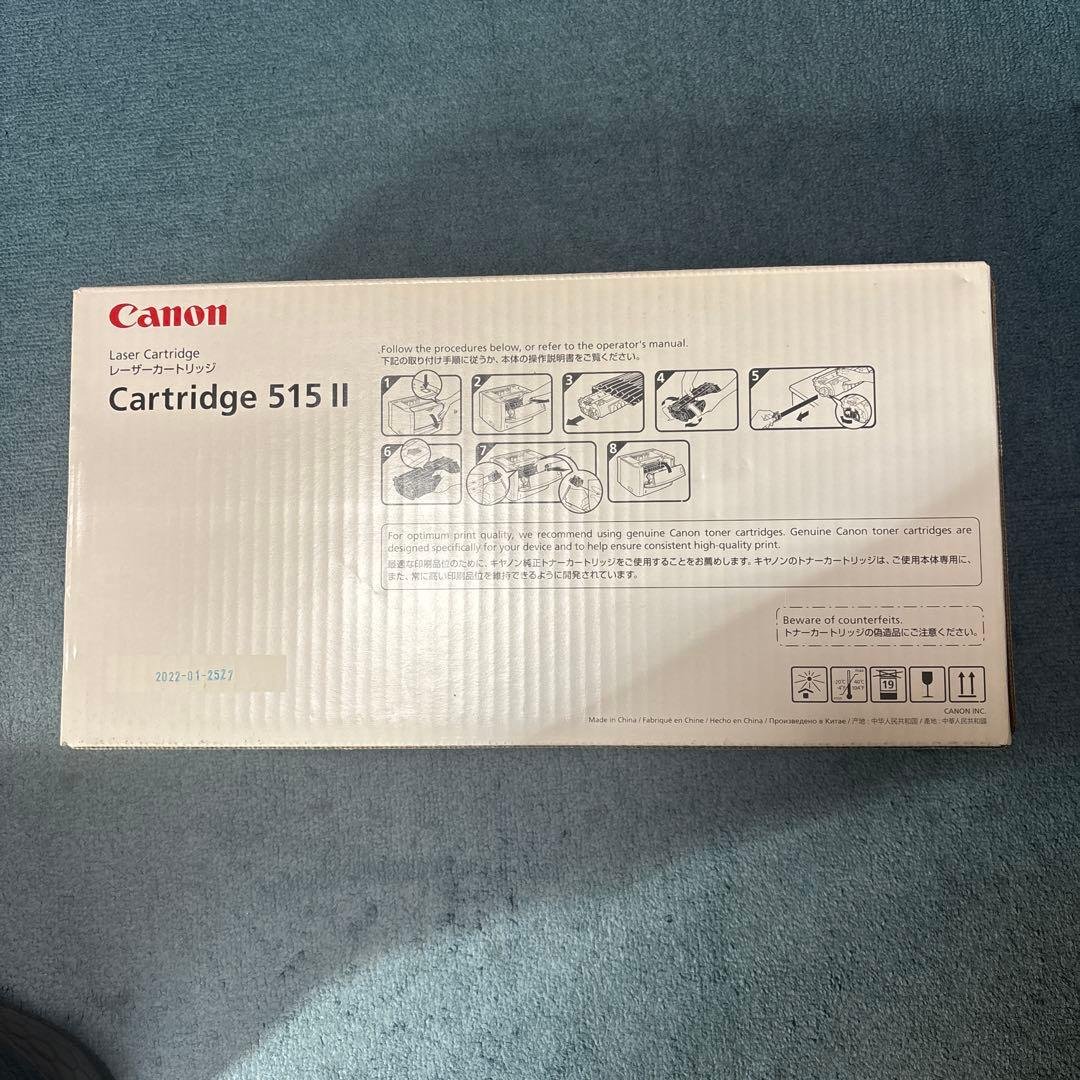 Canon
Laser Cartridge
レーザーカートリッジ
Cartridge 515 II
Follow the procedures below, or refer to the operator's manual.
下記の取り付け手順に従うか、本体の操作説明書をご覧ください。
1 2 3 4 5
6 7 8
For optimum print quality, we recommend using genuine Canon toner cartridges. Genuine Canon toner cartridges are
designed specifically for your device and to help ensure consistent high-quality print.
最適な印刷品位のために、キヤノン純正トナーカートリッジをご使用することをお薦めします。キヤノンのトナーカートリッジは、ご使用本体専用に、
また、常に高い印刷品位を維持できるように開発されています。
Beware of counterfeits.
トナーカートリッジの偽造品にご注意ください。
2022-01-25Z7
max
-20℃ 40℃
-4℉ 104℉
min
19
CANON INC.
Made in China / Fabriqué en Chine / Hecho en China / Произведено в Китае / 产地：中华人民共和国 / 產地：中華人民共和國